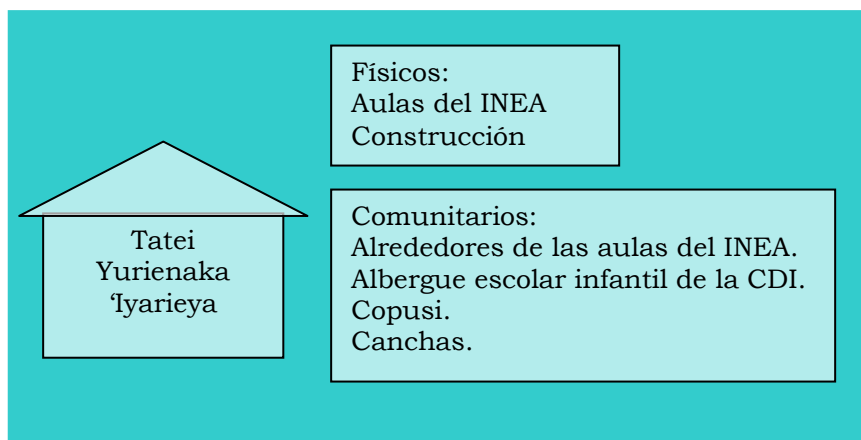 Físicos:
Aulas del INEA
Construcción
Tatei
Yurienaka
‘Iyarieya
Comunitarios:
Alrededores de las aulas del INEA.
Albergue escolar infantil de la CDI.
Copusi.
Canchas.